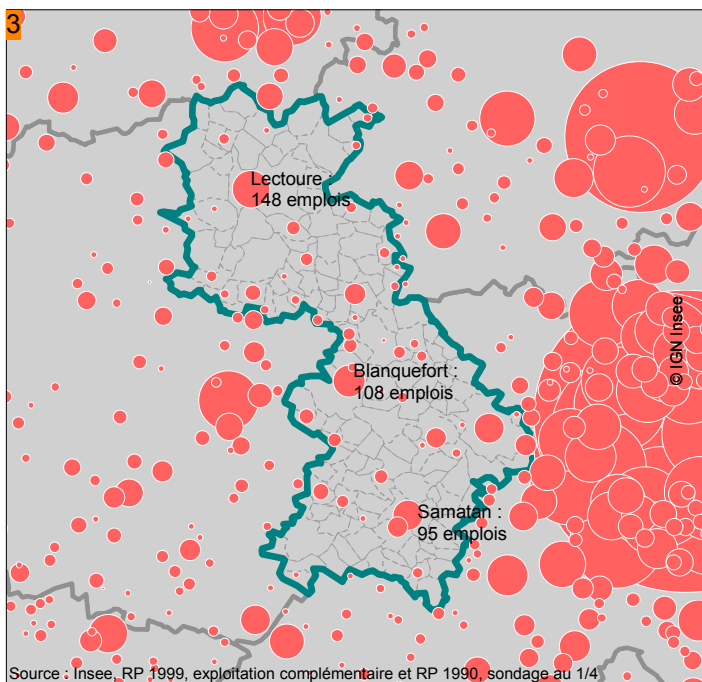 3
Lectoure :
148 emplois
© IGN Insee
Blanquefort :
108 emplois
Samatan :
95 emplois
Source : Insee, RP 1999, exploitation complémentaire et RP 1990, sondage au 1/4